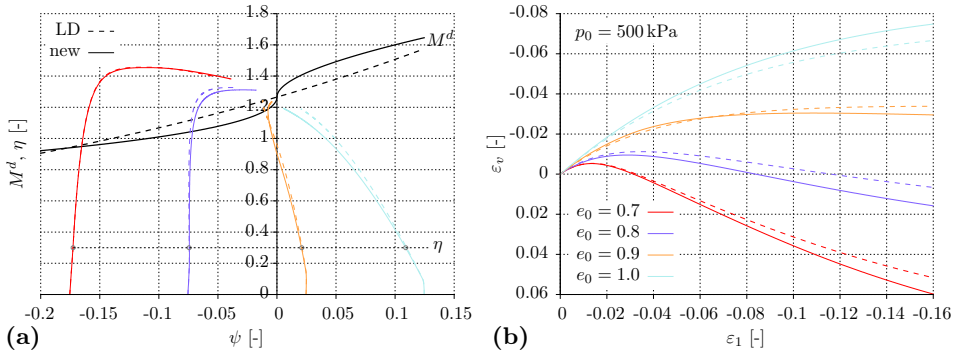 LD
new
M^d
M^d, η [-]
1.8
1.6
1.4
1.2
1
0.8
0.6
0.4
0.2
0
η
-0.2 -0.15 -0.1 -0.05 0 0.05 0.1 0.15
(a) ψ [-]
p_0 = 500 kPa
ε_v [-]
-0.08
-0.06
-0.04
-0.02
0
0.02
0.04
0.06
e_0 = 0.7
e_0 = 0.8
e_0 = 0.9
e_0 = 1.0
0 -0.02 -0.04 -0.06 -0.08 -0.1 -0.12 -0.14 -0.16
(b) ε_1 [-]